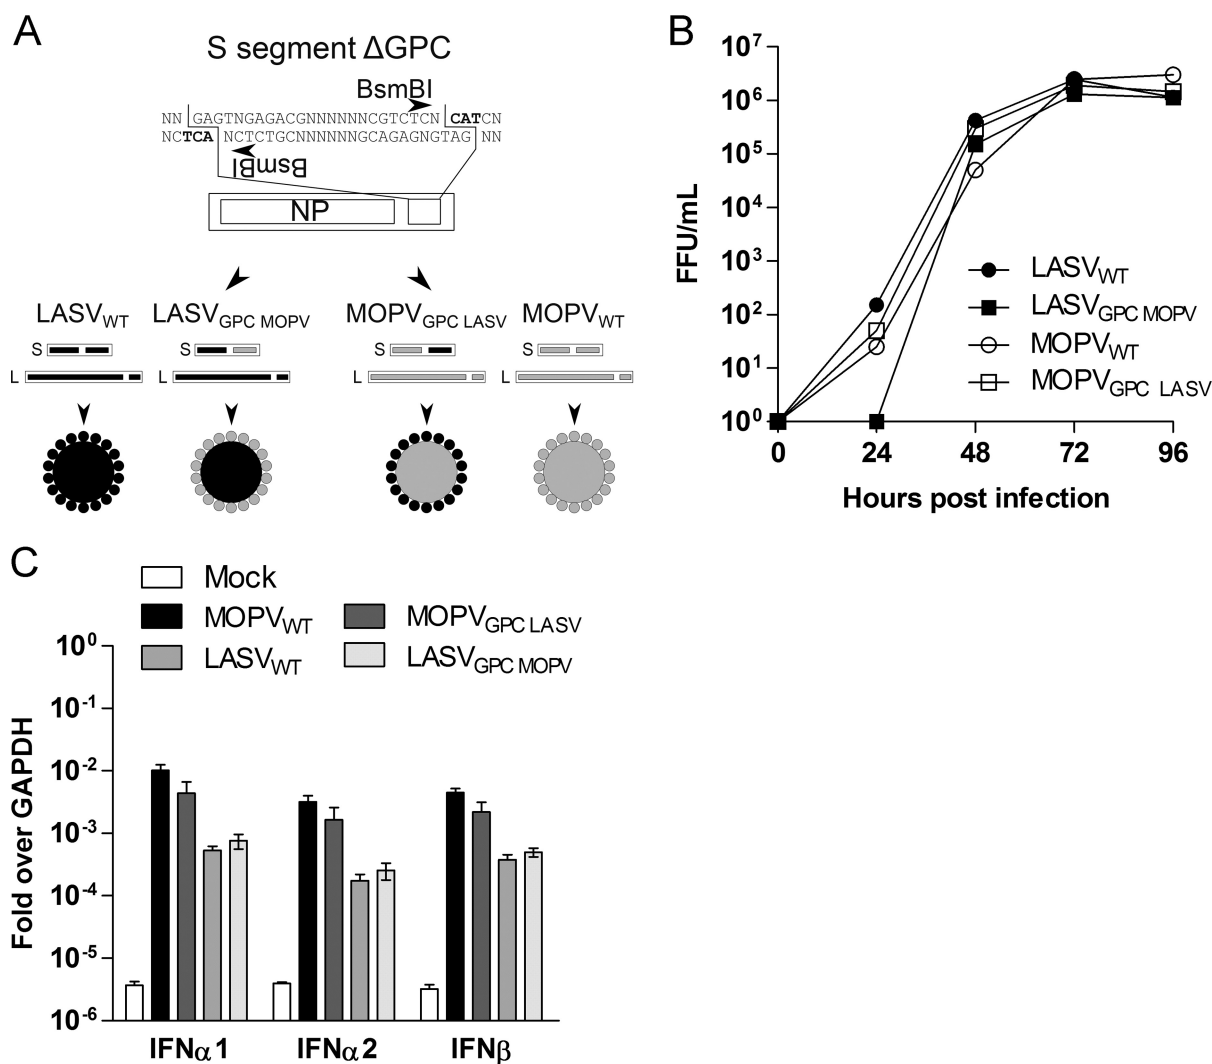 A
S segment ΔGPC
BsmBI
NN GAGTNGAGACGNNNNNNCGTCTCN CATCN
NCTCA NCTCTGCNNNNNNGCAGAGNGTAG NN
BsmBI
NP
LASVWT
LASVGPC MOPV
MOPVGPC LASV
MOPVWT
S
S
S
S
L
L
L
L
B
10⁷
10⁶
10⁵
10⁴
10³
10²
10¹
10⁰
FFU/mL
LASVWT
LASVGPC MOPV
MOPVWT
MOPVGPC LASV
0 24 48 72 96
Hours post infection
C
Mock
MOPVWT
MOPVGPC LASV
LASVWT
LASVGPC MOPV
10⁰
10⁻¹
10⁻²
10⁻³
10⁻⁴
10⁻⁵
10⁻⁶
Fold over GAPDH
IFNα1 IFNα2 IFNβ